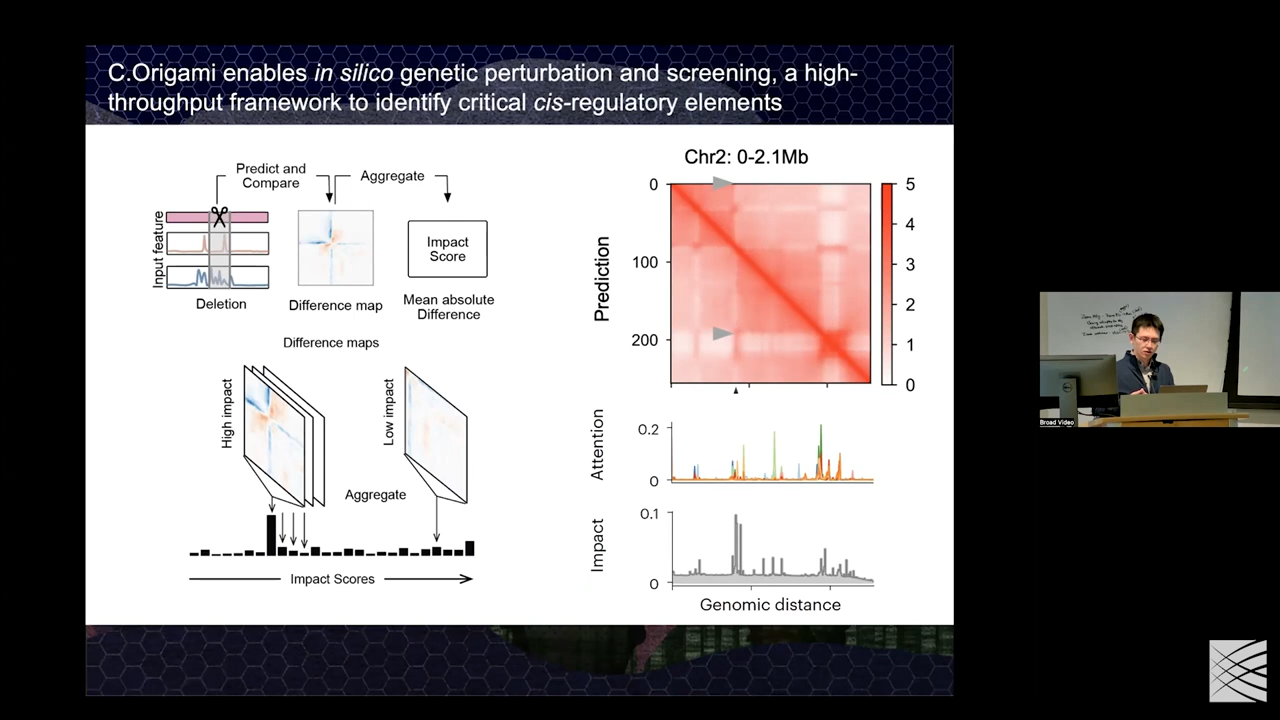 C.Origami enables in silico genetic perturbation and screening, a high-
throughput framework to identify critical cis-regulatory elements
Predict and
Compare
Aggregate
Input feature
Deletion
Difference map
Impact
Score
Mean absolute
Difference
Difference maps
High impact
Low impact
Aggregate
Impact Scores
Chr2: 0-2.1Mb
Prediction
0
100
200
5
4
3
2
1
0
Attention
0.2
0
Impact
0.1
0
Genomic distance
Broad Video